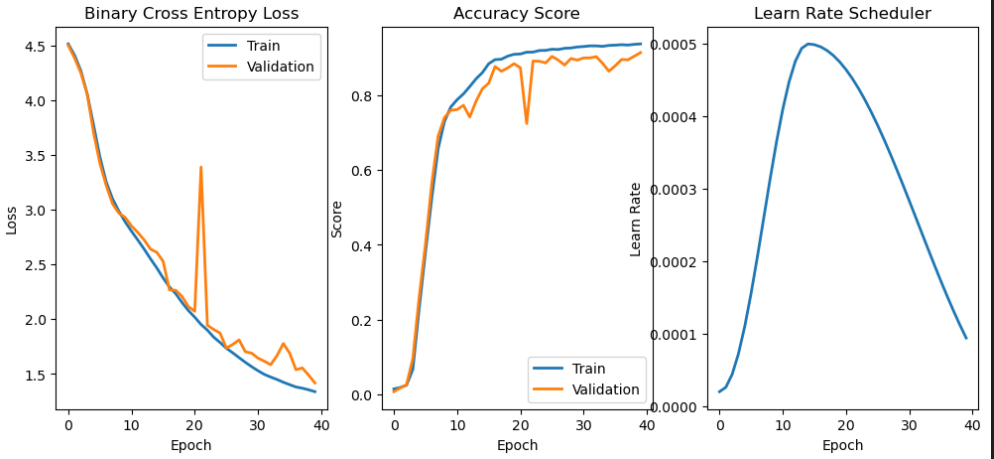 Binary Cross Entropy Loss
4.5
4.0
3.5
3.0
2.5
2.0
1.5
Loss
0
10
20
30
40
Epoch
Train
Validation
Accuracy Score
0.8
0.6
0.4
0.2
0.0
Score
0
10
20
30
40
Epoch
Train
Validation
Learn Rate Scheduler
0.0005
0.0004
0.0003
0.0002
0.0001
0.0000
Learn Rate
0
10
20
30
40
Epoch